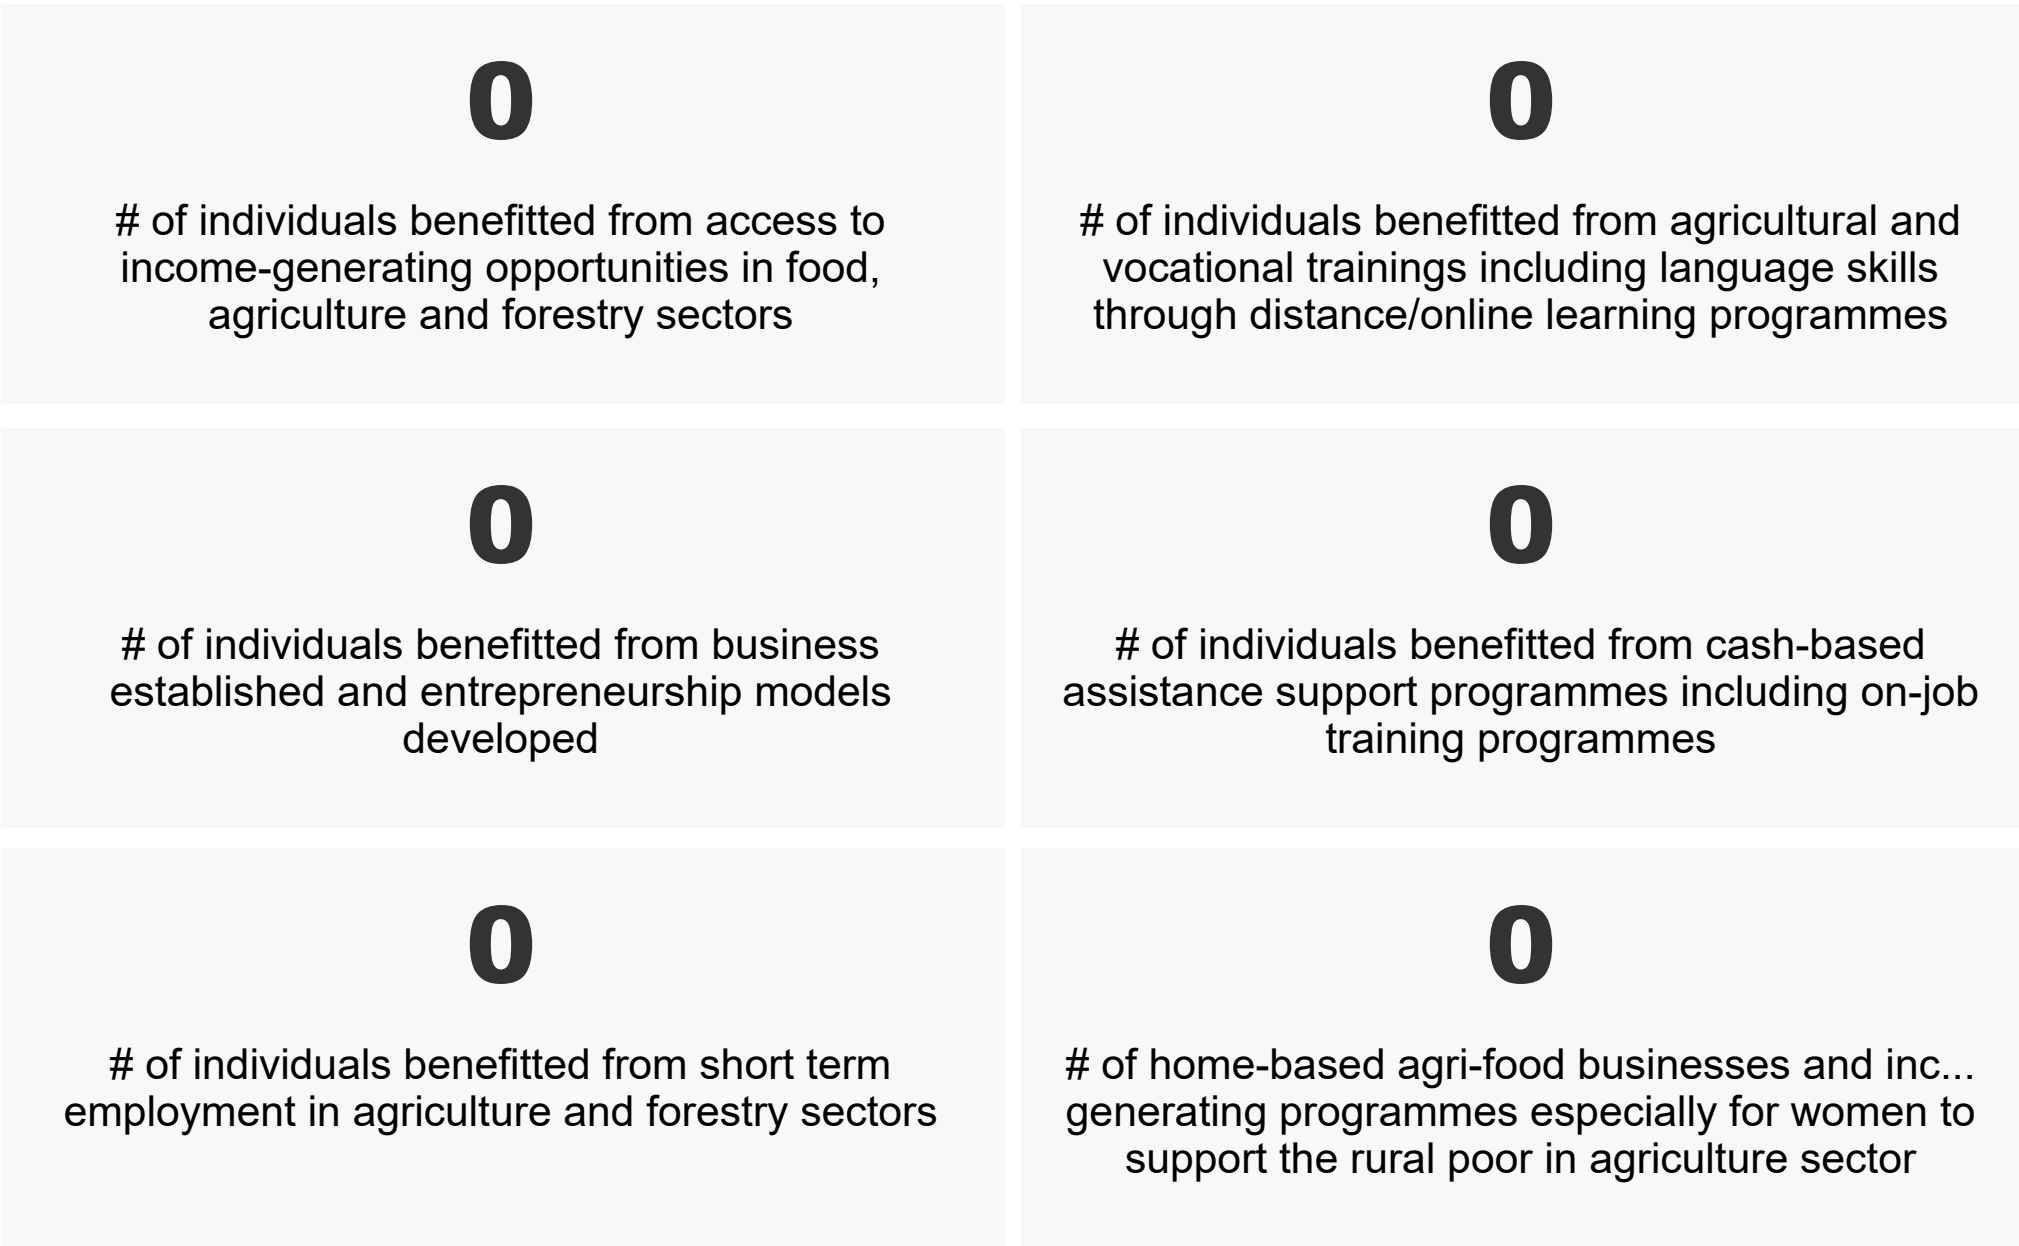 0
# of individuals benefitted from access to
income-generating opportunities in food,
agriculture and forestry sectors
0
# of individuals benefitted from agricultural and
vocational trainings including language skills
through distance/online learning programmes
0
# of individuals benefitted from business
established and entrepreneurship models
developed
0
# of individuals benefitted from cash-based
assistance support programmes including on-job
training programmes
0
# of individuals benefitted from short term
employment in agriculture and forestry sectors
0
# of home-based agri-food businesses and inc...
generating programmes especially for women to
support the rural poor in agriculture sector